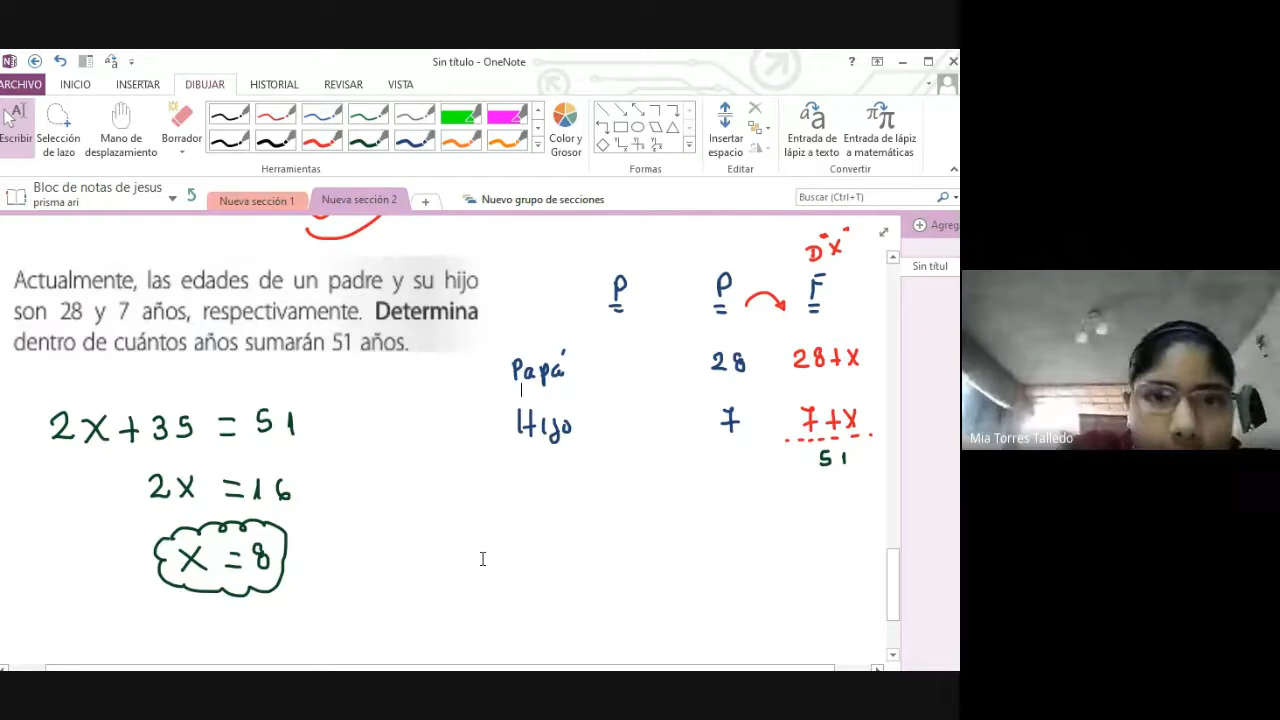 Sin título - OneNote
ARCHIVO INICIO INSERTAR DIBUJAR HISTORIAL REVISAR VISTA
Escribir
Selección de lazo
Mano de desplazamiento
Borrador
Color y Grosor
Insertar espacio
Entrada de lápiz a texto
Entrada de lápiz a matemáticas
Herramientas Formas Editar Convertir
Bloc de notas de jesus
prisma ari
Nueva sección 1 Nueva sección 2 Nuevo grupo de secciones Buscar (Ctrl+T)
Agreg
Sin títul
Actualmente, las edades de un padre y su hijo
son 28 y 7 años, respectivamente. Determina
dentro de cuántos años sumarán 51 años.
D "x"
P P F
Papá 28 28+x
Hijo 7 7+x
51
2x+35 = 51
2x = 16
x = 8
Mia Torres Talledo